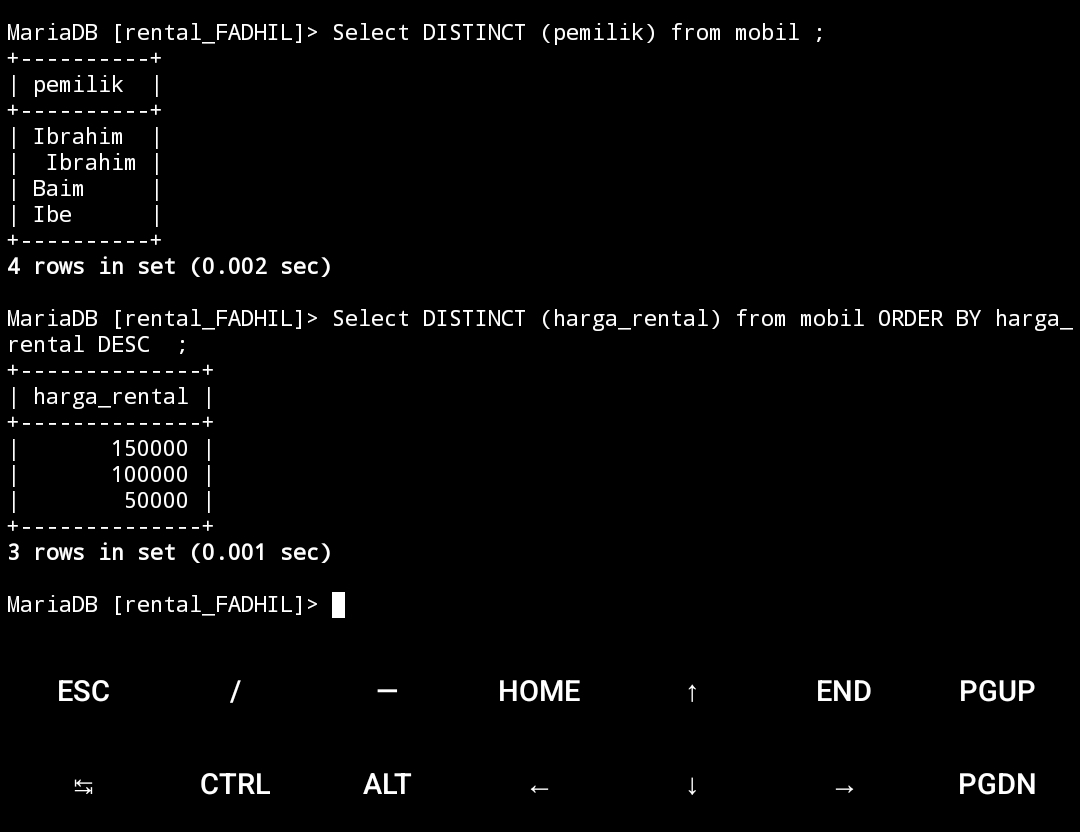 MariaDB [rental_FADHIL]> Select DISTINCT (pemilik) from mobil ;
+----------+
| pemilik  |
+----------+
| Ibrahim  |
|  Ibrahim |
| Baim     |
| Ibe      |
+----------+
4 rows in set (0.002 sec)

MariaDB [rental_FADHIL]> Select DISTINCT (harga_rental) from mobil ORDER BY harga_
rental DESC  ;
+--------------+
| harga_rental |
+--------------+
|       150000 |
|       100000 |
|        50000 |
+--------------+
3 rows in set (0.001 sec)

MariaDB [rental_FADHIL]>
ESC / — HOME ↑ END PGUP
↹ CTRL ALT ← ↓ → PGDN